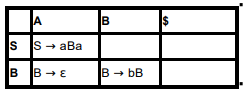 A B $
S S → aBa
B B → ε B → bB